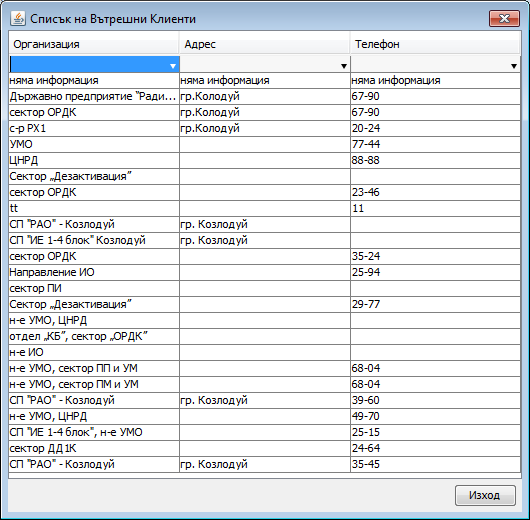 Списък на Вътрешни Клиенти
Организация Адрес Телефон
няма информация няма информация няма информация
Държавно предприятие "Ради... гр.Колодуй 67-90
сектор ОРДК гр.Колодуй 67-90
с-р РХ1 гр.Колодуй 20-24
УМО 77-44
ЦНРД 88-88
Сектор „Дезактивация”
сектор ОРДК 23-46
tt 11
СП "РАО" - Козлодуй гр. Козлодуй
СП "ИЕ 1-4 блок" Козлодуй гр. Козлодуй
сектор ОРДК 35-24
Направление ИО 25-94
сектор ПИ
Сектор „Дезактивация” 29-77
н-е УМО, ЦНРД
отдел „КБ”, сектор „ОРДК”
н-е ИО
н-е УМО, сектор ПП и УМ 68-04
н-е УМО, сектор ПМ и УМ 68-04
СП "РАО" - Козлодуй гр. Козлодуй 39-60
н-е УМО, ЦНРД 49-70
СП "ИЕ 1-4 блок", н-е УМО 25-15
сектор ДД1К 24-64
СП "РАО" - Козлодуй гр. Козлодуй 35-45
Изход